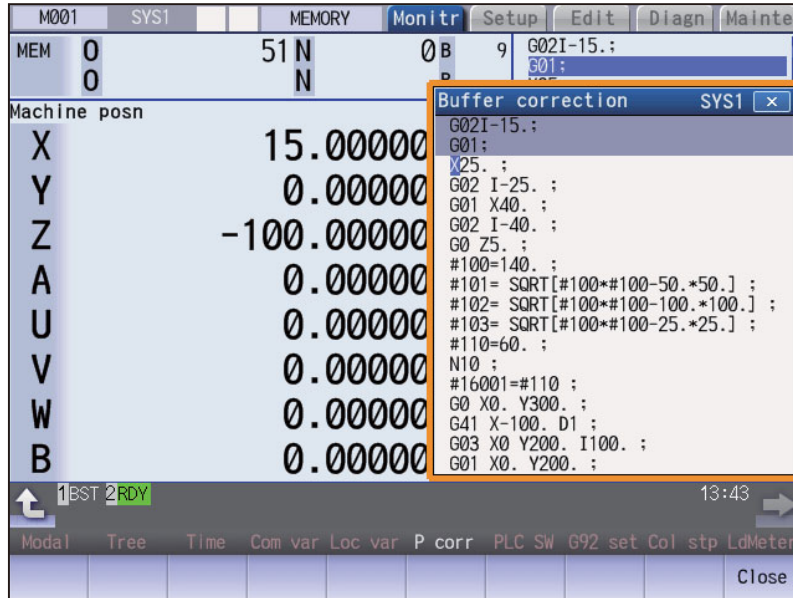 M001 SYS1 MEMORY Monitr Setup Edit Diagn Mainte
MEM O 51 N 0 B 9 G02I-15.;
G01;
O N
Machine posn
Buffer correction SYS1 ×
G02I-15.;
G01;
X 15.00000
X25. ;
G02 I-25. ;
Y 0.00000
G01 X40. ;
G02 I-40. ;
Z -100.00000
G0 Z5. ;
#100=140. ;
A 0.00000
#101= SQRT[#100*#100-50.*50.] ;
#102= SQRT[#100*#100-100.*100.] ;
U 0.00000
#103= SQRT[#100*#100-25.*25.] ;
#110=60. ;
V 0.00000
N10 ;
#16001=#110 ;
W 0.00000
G0 X0. Y300. ;
G41 X-100. D1 ;
B 0.00000
G03 X0 Y200. I100. ;
G01 X0. Y200. ;
1BST 2RDY 13:43
Modal Tree Time Com var Loc var P corr PLC SW G92 set Col stp LdMeter
Close